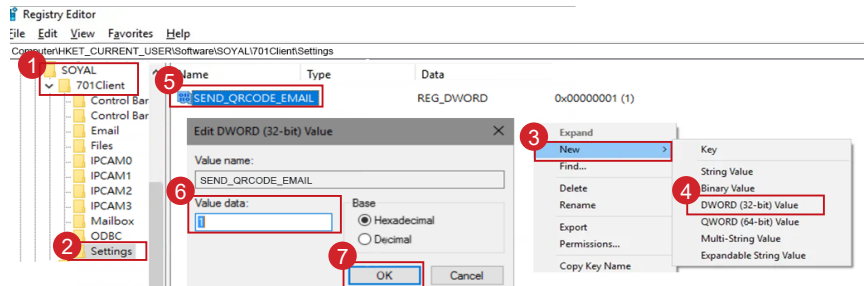 Registry Editor
File Edit View Favorites Help
Computer\HKET_CURRENT_USER\Software\SOYAL\701Client\Settings
1
SOYAL
701Client
Control Bar
Control Bar
Email
Files
IPCAM0
IPCAM1
IPCAM2
IPCAM3
Mailbox
ODBC
2
Settings
Name Type Data
5
SEND_QRCODE_EMAIL REG_DWORD 0x00000001 (1)
Edit DWORD (32-bit) Value
Value name:
SEND_QRCODE_EMAIL
6
Value data:
1
Base
Hexadecimal
Decimal
7
OK Cancel
3
Expand
New
Find...
Delete
Rename
Export
Permissions...
Copy Key Name
Key
String Value
4
Binary Value
DWORD (32-bit) Value
QWORD (64-bit) Value
Multi-String Value
Expandable String Value